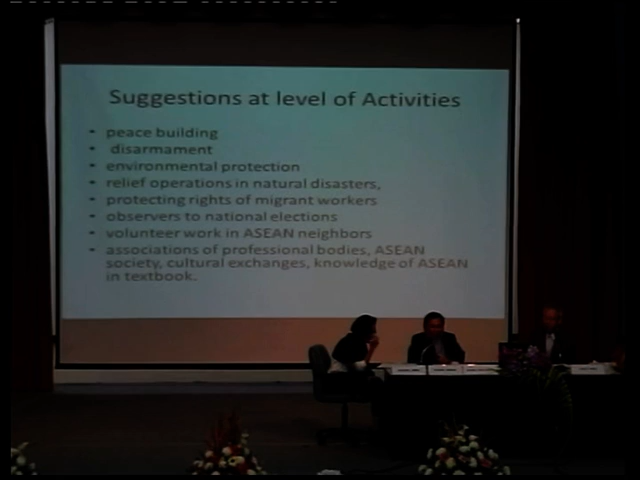 Suggestions at level of Activities
• peace building
• disarmament
• environmental protection
• relief operations in natural disasters,
• protecting rights of migrant workers
• observers to national elections
• volunteer work in ASEAN neighbors
• associations of professional bodies, ASEAN
society, cultural exchanges, knowledge of ASEAN
in textbook.